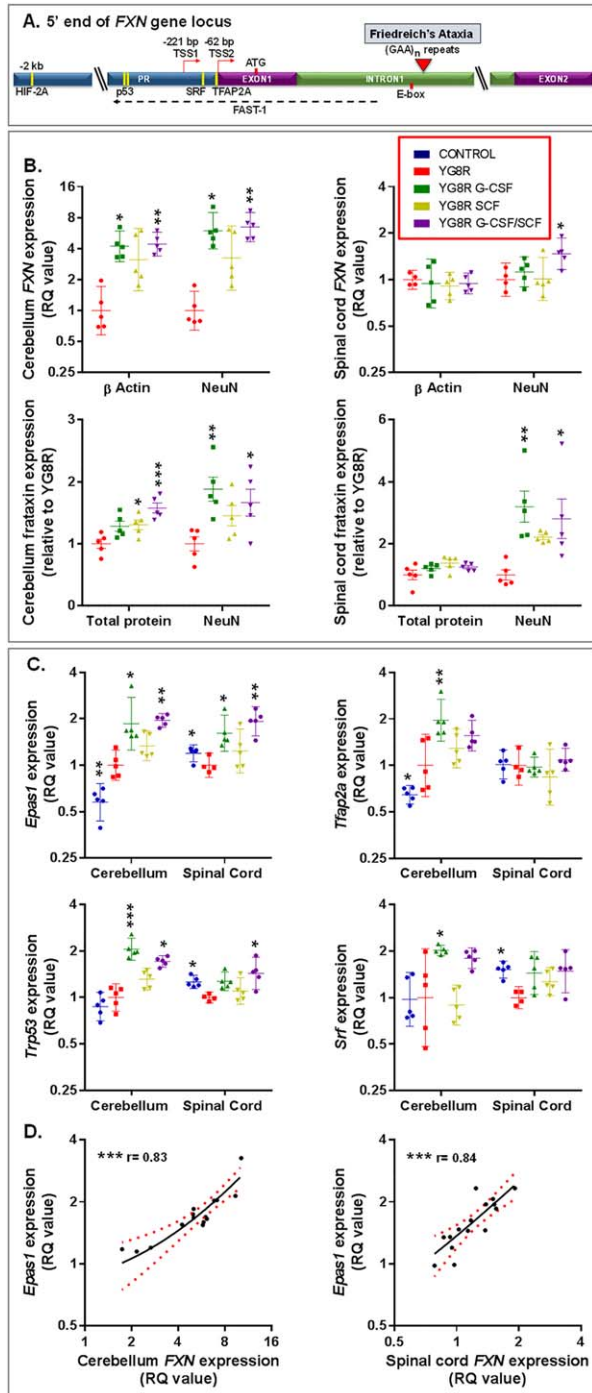 A. 5' end of FXN gene locus
Friedreich's Ataxia
(GAA)n repeats
-221 bp
TSS1
-62 bp
TSS2
ATG
-2 kb
PR
EXON1
INTRON1
EXON2
HIF-2A
p53
SRF
TFAP2A
E-box
FAST-1
B.
CONTROL
YG8R
YG8R G-CSF
YG8R SCF
YG8R G-CSF/SCF
Cerebellum FXN expression
(RQ value)
16
8
4
2
1
0.5
0.25
* ** * **
β Actin
NeuN
Spinal cord FXN expression
(RQ value)
4
2
1
0.5
0.25
*
β Actin
NeuN
Cerebellum frataxin expression
(relative to YG8R)
3
2
1
0
* *** ** *
Total protein
NeuN
Spinal cord frataxin expression
(relative to YG8R)
6
4
2
0
** *
Total protein
NeuN
C.
Epas1 expression
(RQ value)
4
2
1
0.5
0.25
** * ** * * **
Cerebellum
Spinal Cord
Tfap2a expression
(RQ value)
4
2
1
0.5
0.25
* **
Cerebellum
Spinal Cord
Trp53 expression
(RQ value)
4
2
1
0.5
0.25
*** * * *
Cerebellum
Spinal Cord
Srf expression
(RQ value)
4
2
1
0.5
0.25
* *
Cerebellum
Spinal Cord
D.
Epas1 expression
(RQ value)
4
2
1
0.5
*** r= 0.83
1 2 4 8 16
Cerebellum FXN expression
(RQ value)
Epas1 expression
(RQ value)
4
2
1
0.5
*** r= 0.84
0.5 1 2 4
Spinal cord FXN expression
(RQ value)